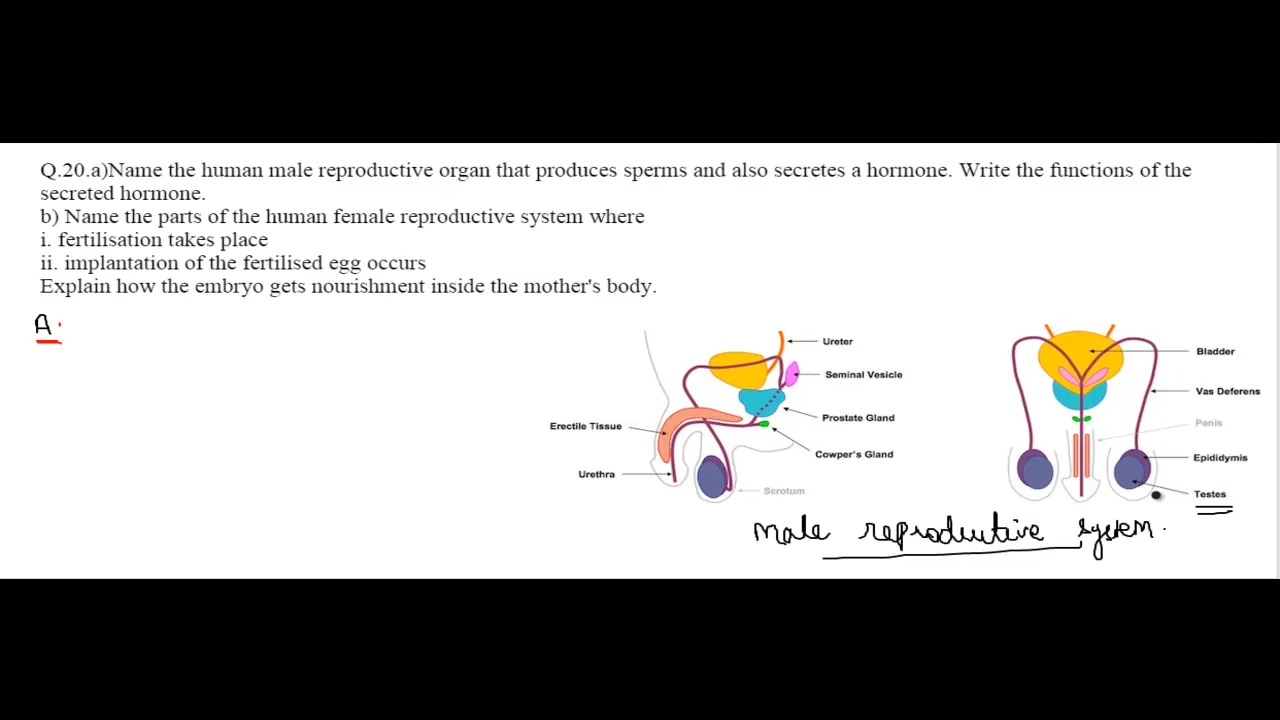 Q.20.a)Name the human male reproductive organ that produces sperms and also secretes a hormone. Write the functions of the
secreted hormone.
b) Name the parts of the human female reproductive system where
i. fertilisation takes place
ii. implantation of the fertilised egg occurs
Explain how the embryo gets nourishment inside the mother's body.
A.
Ureter
Seminal Vesicle
Prostate Gland
Erectile Tissue
Cowper's Gland
Urethra
Scrotum
Bladder
Vas Deferens
Penis
Epididymis
Testes
male reproductive system.